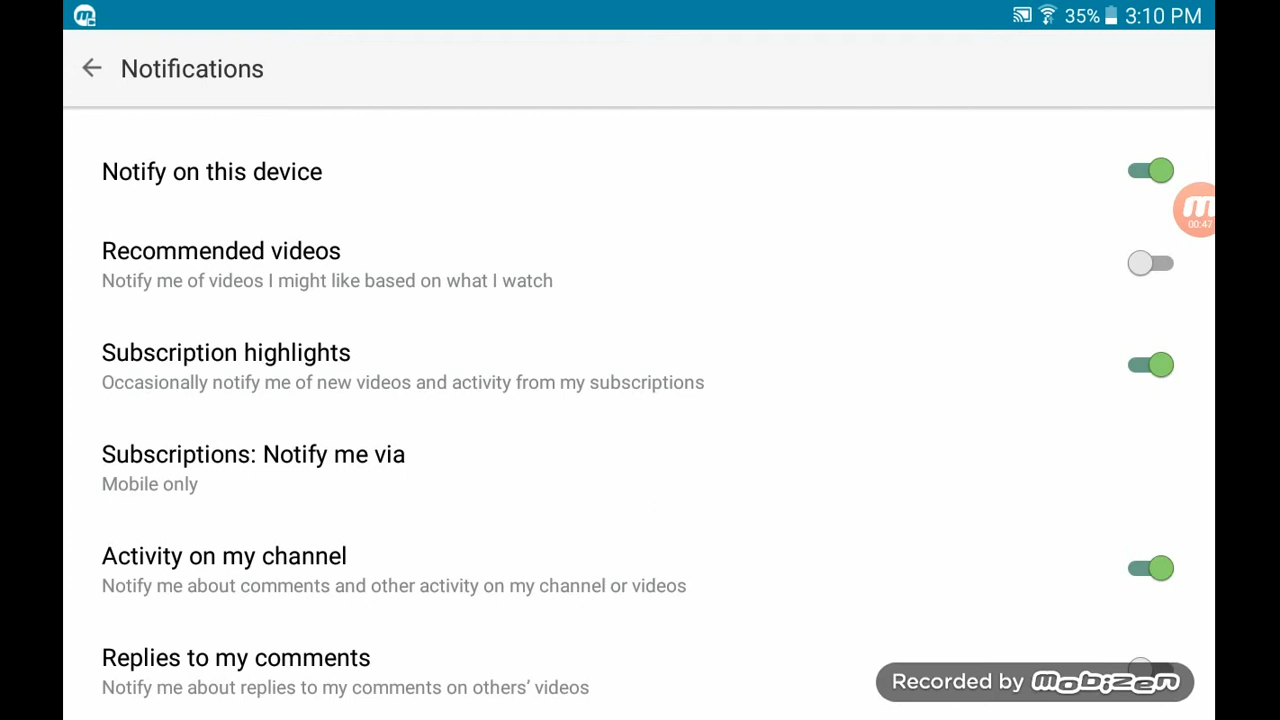 35% 3:10 PM
Notifications
Notify on this device
00:47
Recommended videos
Notify me of videos I might like based on what I watch
Subscription highlights
Occasionally notify me of new videos and activity from my subscriptions
Subscriptions: Notify me via
Mobile only
Activity on my channel
Notify me about comments and other activity on my channel or videos
Replies to my comments
Notify me about replies to my comments on others’ videos
Recorded by mobizen